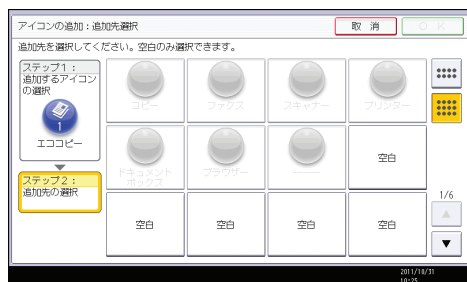 アイコンの追加：追加先選択
取 消
O K
追加先を選択してください。空白のみ選択できます。
ステップ1：
追加するアイコン
の選択
1
エココピー
ステップ2：
追加先の選択
コピー
ファクス
スキャナー
プリンター
ドキュメント
ボックス
ブラウザー
--------
空白
空白
空白
空白
空白
1/6
2011/10/31
10:25